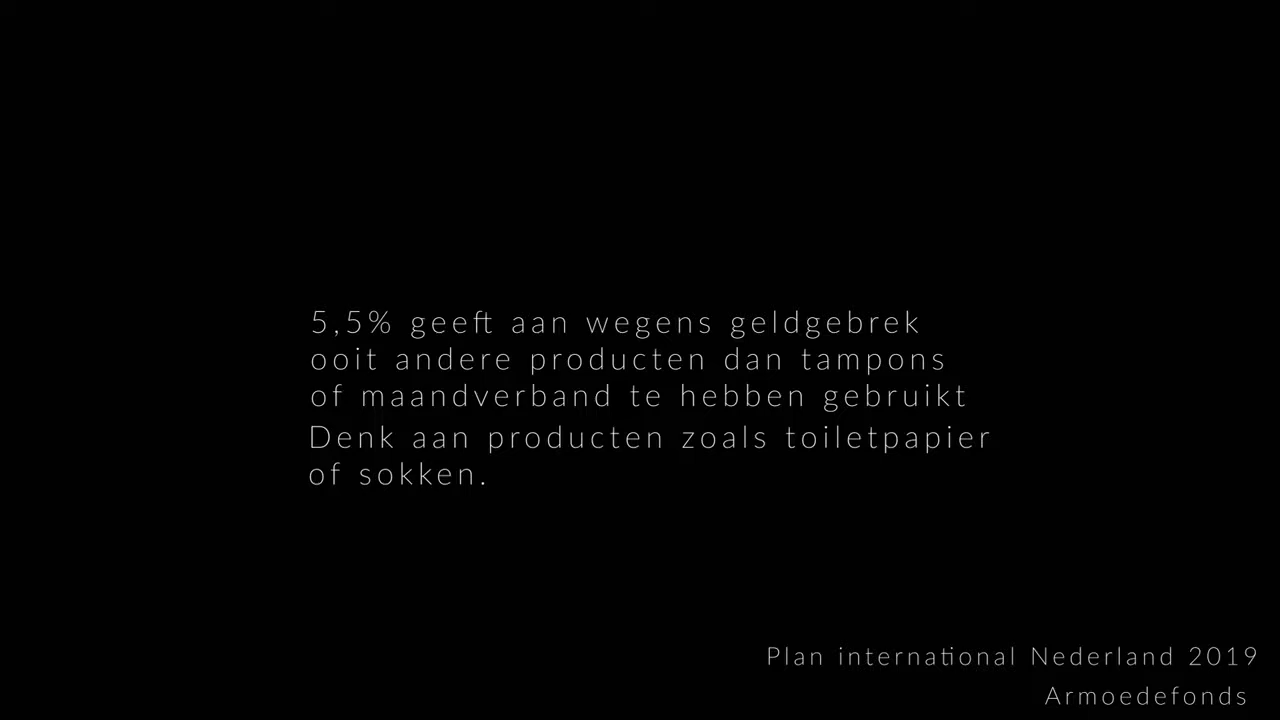 5,5% geeft aan wegens geldgebrek
ooit andere producten dan tampons
of maandverband te hebben gebruikt
Denk aan producten zoals toiletpapier
of sokken.
Plan international Nederland 2019
Armoedefonds